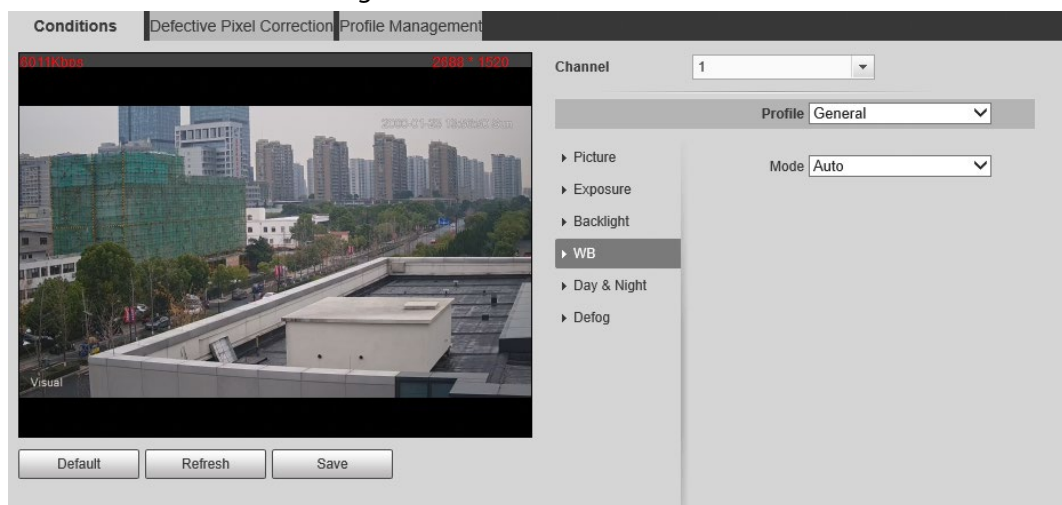 Conditions Defective Pixel Correction Profile Management
6011Kbps 2688 * 1520
Visual
Default Refresh Save
Channel 1
Profile General
Picture
Exposure
Backlight
WB
Day & Night
Defog
Mode Auto